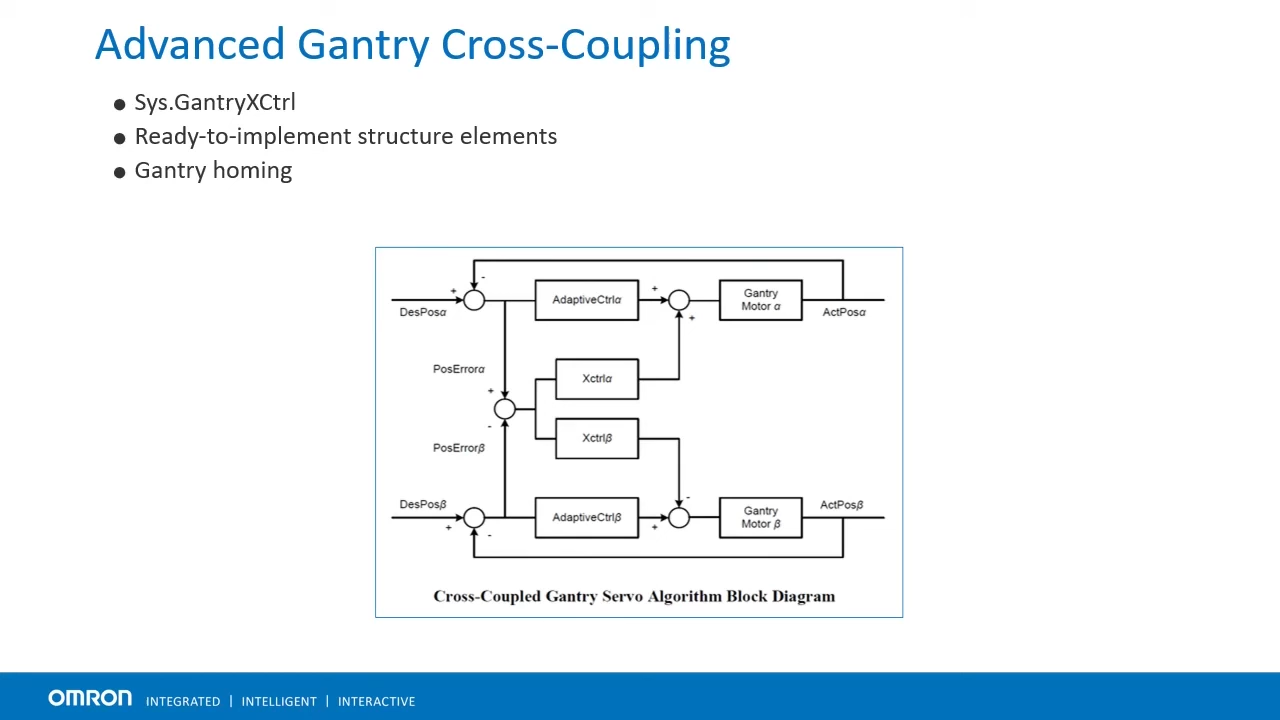 Advanced Gantry Cross-Coupling
● Sys.GantryXCtrl
● Ready-to-implement structure elements
● Gantry homing
-
+
DesPosα
AdaptiveCtrlα
+
+
Gantry
Motor α
ActPosα
PosErrorα
Xctrlα
+
-
Xctrlβ
PosErrorβ
DesPosβ
+
-
AdaptiveCtrlβ
+
-
Gantry
Motor β
ActPosβ
Cross-Coupled Gantry Servo Algorithm Block Diagram
OMRON INTEGRATED | INTELLIGENT | INTERACTIVE